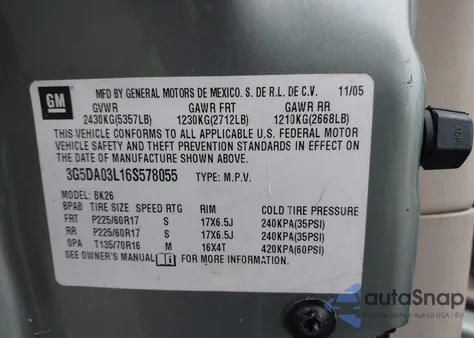 GM
MFD BY GENERAL MOTORS DE MEXICO, S. DE R.L. DE C.V. 11/05
GVWR GAWR FRT GAWR RR
2430KG(5357LB) 1230KG(2712LB) 1210KG(2668LB)
THIS VEHICLE CONFORMS TO ALL APPLICABLE U.S. FEDERAL MOTOR
VEHICLE SAFETY & THEFT PREVENTION STANDARDS IN EFFECT ON
THE DATE OF MANUFACTURE SHOWN ABOVE.
3G5DA03L16S578055 TYPE: M.P.V.
MODEL: BK26
BPAB TIRE SIZE SPEED RTG RIM COLD TIRE PRESSURE
FRT P225/60R17 S 17X6.5J 240KPA(35PSI)
RR P225/60R17 S 17X6.5J 240KPA(35PSI)
SPA T135/70R16 M 16X4T 420KPA(60PSI)
SEE OWNER'S MANUAL FOR MORE INFORMATION.
autoSnap